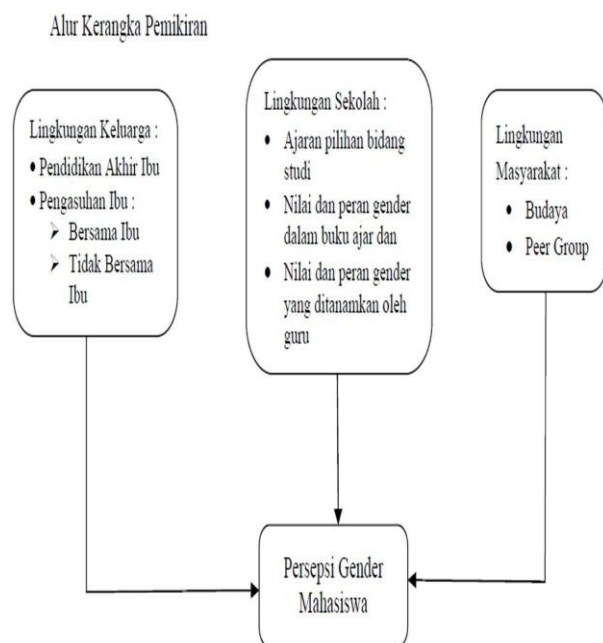 Alur Kerangka Pemikiran
Lingkungan Keluarga :
• Pendidikan Akhir Ibu
• Pengasuhan Ibu :
➢ Bersama Ibu
➢ Tidak Bersama
Ibu
Lingkungan Sekolah :
• Ajaran pilihan bidang
studi
• Nilai dan peran gender
dalam buku ajar dan
• Nilai dan peran gender
yang ditanamkan oleh
guru
Lingkungan
Masyarakat :
• Budaya
• Peer Group
Persepsi Gender
Mahasiswa